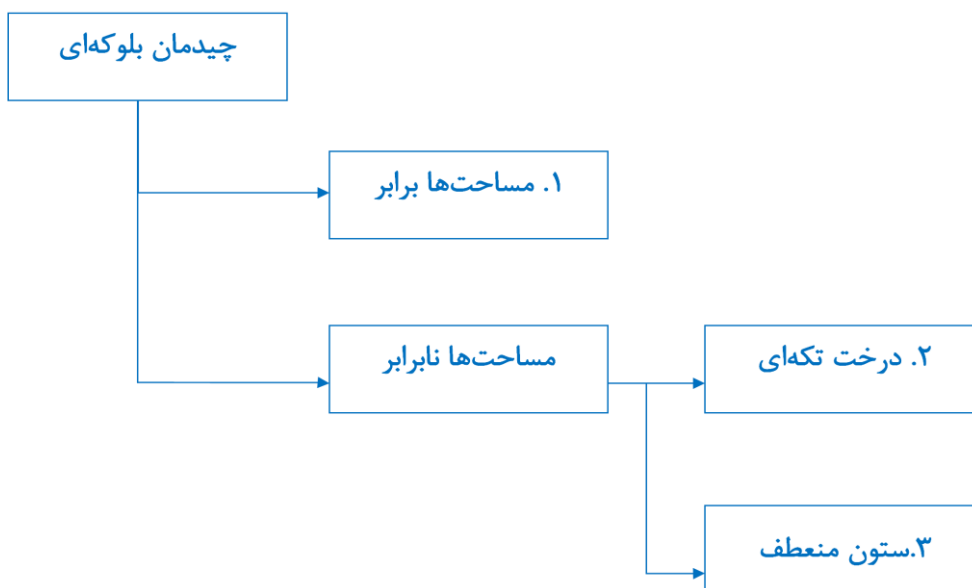 چیدمان بلوکه‌ای
۱. مساحت‌ها برابر
مساحت‌ها نابرابر
۲. درخت تکه‌ای
۳.ستون منعطف